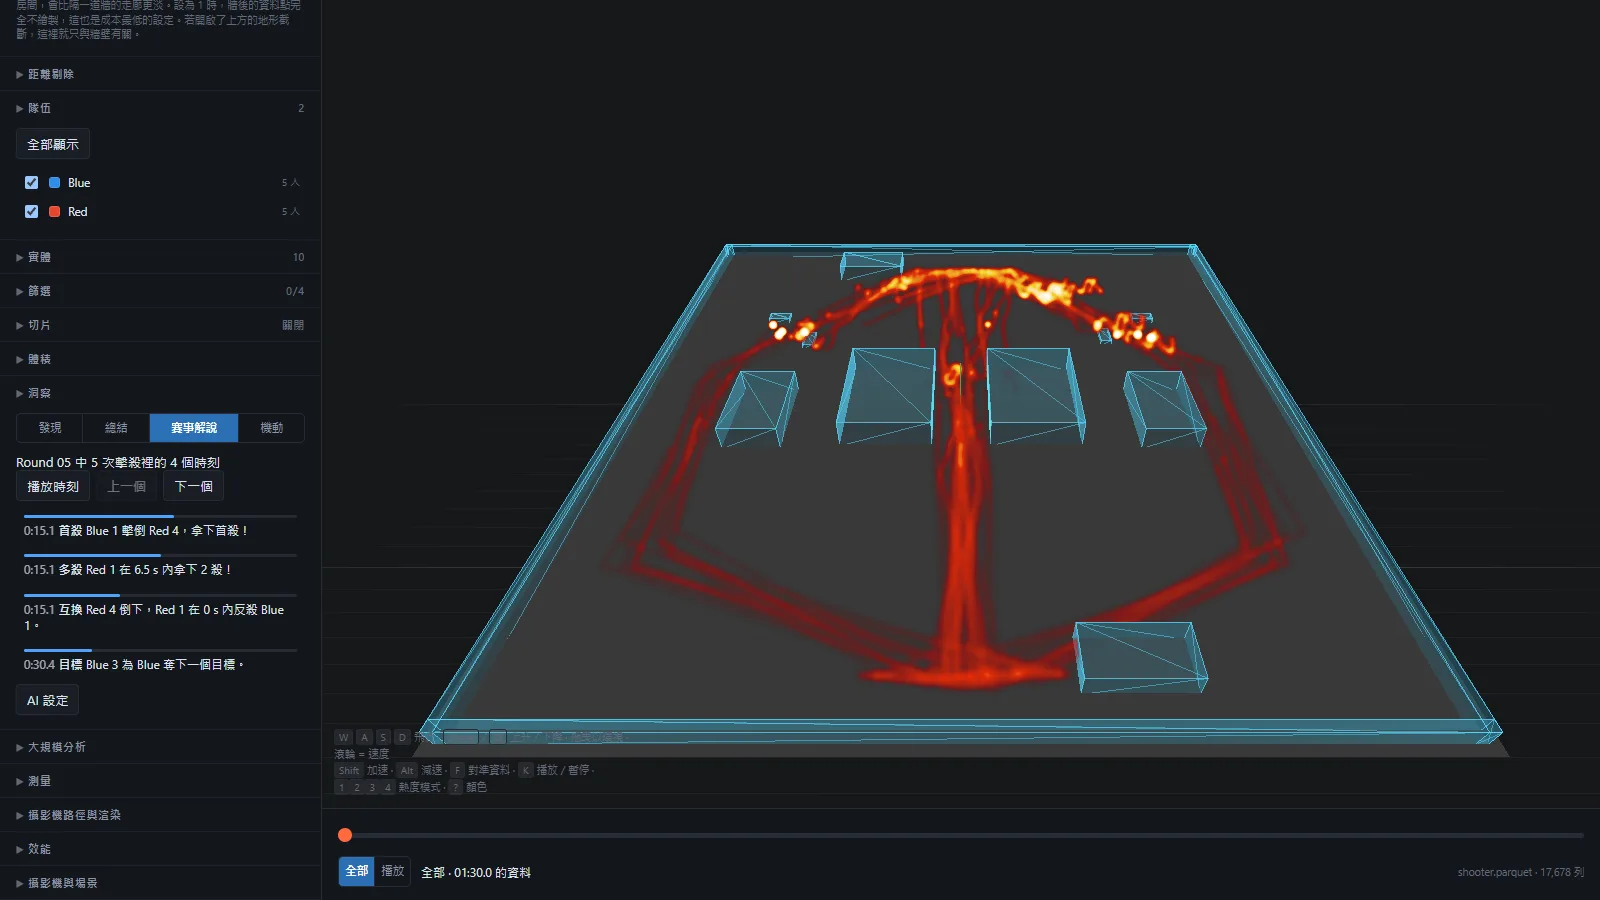 房間，會比隔一道牆的走廊更淡。設為 1 時，牆後的資料點完
全不繪製，這也是成本最低的設定。若開啟了上方的地形截
斷，這裡就只與牆壁有關。
▶ 距離剔除
▶ 隊伍 2
全部顯示
Blue 5 人
Red 5 人
▶ 實體 10
▶ 篩選 0/4
▶ 切片 關閉
▶ 體積
▶ 洞察
發現 總結 賽事解說 機動
Round 05 中 5 次擊殺裡的 4 個時刻
播放時刻 上一個 下一個
0:15.1 首殺 Blue 1 擊倒 Red 4，拿下首殺！
0:15.1 多殺 Red 1 在 6.5 s 內拿下 2 殺！
0:15.1 互換 Red 4 倒下，Red 1 在 0 s 內反殺 Blue
1。
0:30.4 目標 Blue 3 為 Blue 奪下一個目標。
AI 設定
▶ 大規模分析
▶ 測量
▶ 攝影機路徑與渲染
▶ 效能
▶ 攝影機與場景
W A S D
滾輪 = 速度
Shift 加速 · Alt 減速 · F 對準資料 · K 播放 / 暫停 ·
1 2 3 4 熱度模式 · ? 顏色
全部 播放 全部 · 01:30.0 的資料
shooter.parquet · 17,678 列